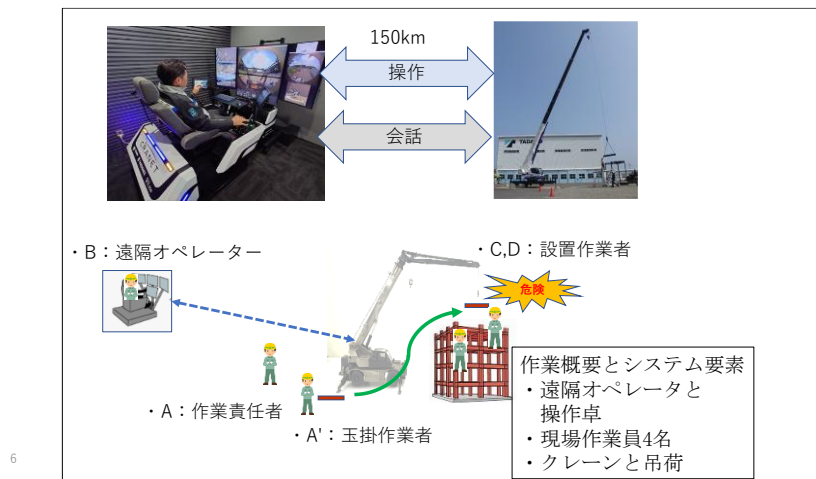 150km
操作
会話
TADANO
CRANET
・B：遠隔オペレーター
・C,D：設置作業者
危険
・A：作業責任者
・A'：玉掛作業者
作業概要とシステム要素
・遠隔オペレータと
操作卓
・現場作業員4名
・クレーンと吊荷
6